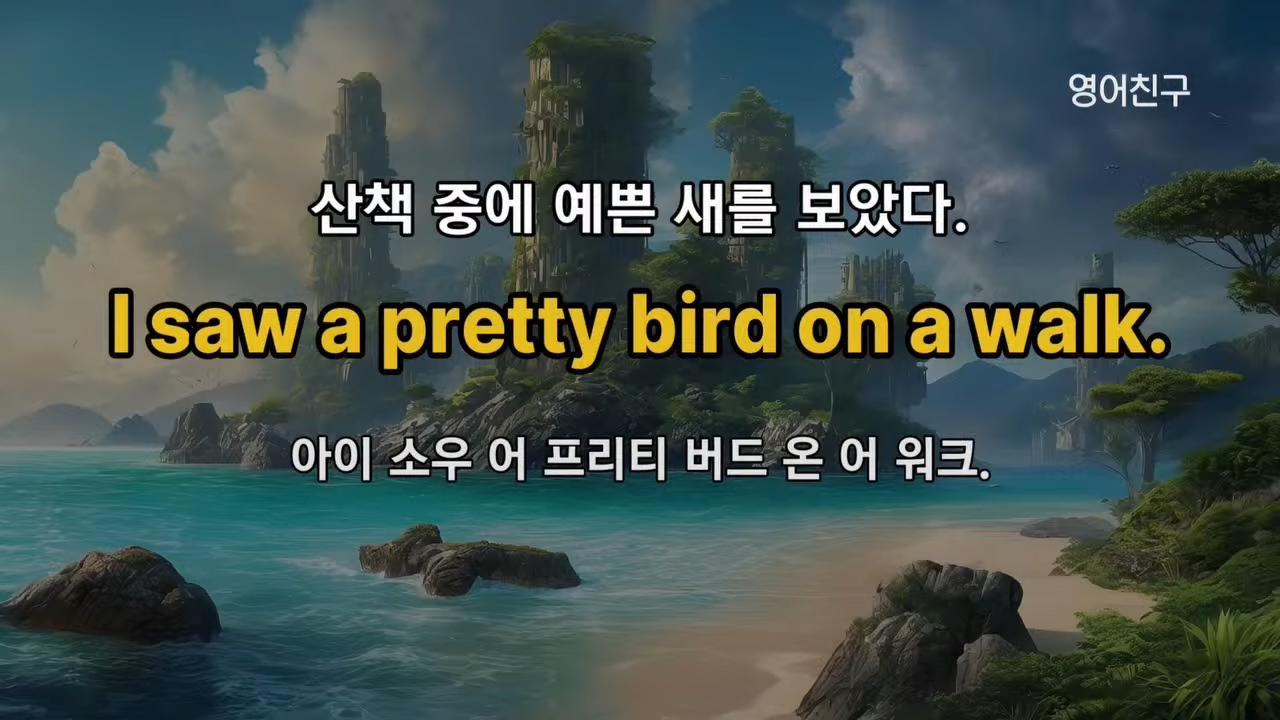 영어친구
산책 중에 예쁜 새를 보았다.
I saw a pretty bird on a walk.
아이 소우 어 프리티 버드 온 어 워크.